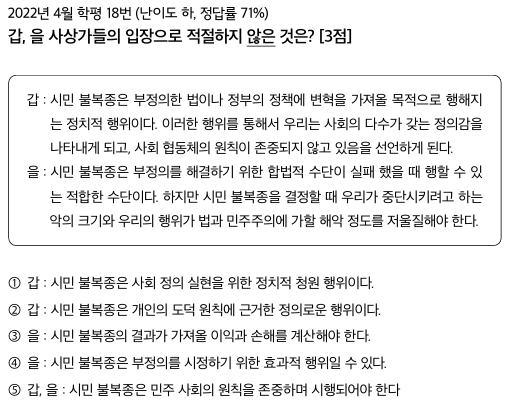 2022년 4월 학평 18번 (난이도 하, 정답률 71%)
갑, 을 사상가들의 입장으로 적절하지 않은 것은? [3점]
갑 : 시민 불복종은 부정의한 법이나 정부의 정책에 변혁을 가져올 목적으로 행해지
는 정치적 행위이다. 이러한 행위를 통해서 우리는 사회의 다수가 갖는 정의감을
나타내게 되고, 사회 협동체의 원칙이 존중되지 않고 있음을 선언하게 된다.
을 : 시민 불복종은 부정의를 해결하기 위한 합법적 수단이 실패 했을 때 행할 수 있
는 적합한 수단이다. 하지만 시민 불복종을 결정할 때 우리가 중단시키려고 하는
악의 크기와 우리의 행위가 법과 민주주의에 가할 해악 정도를 저울질해야 한다.
① 갑 : 시민 불복종은 사회 정의 실현을 위한 정치적 청원 행위이다.
② 갑 : 시민 불복종은 개인의 도덕 원칙에 근거한 정의로운 행위이다.
③ 을 : 시민 불복종의 결과가 가져올 이익과 손해를 계산해야 한다.
④ 을 : 시민 불복종은 부정의를 시정하기 위한 효과적 행위일 수 있다.
⑤ 갑, 을 : 시민 불복종은 민주 사회의 원칙을 존중하며 시행되어야 한다